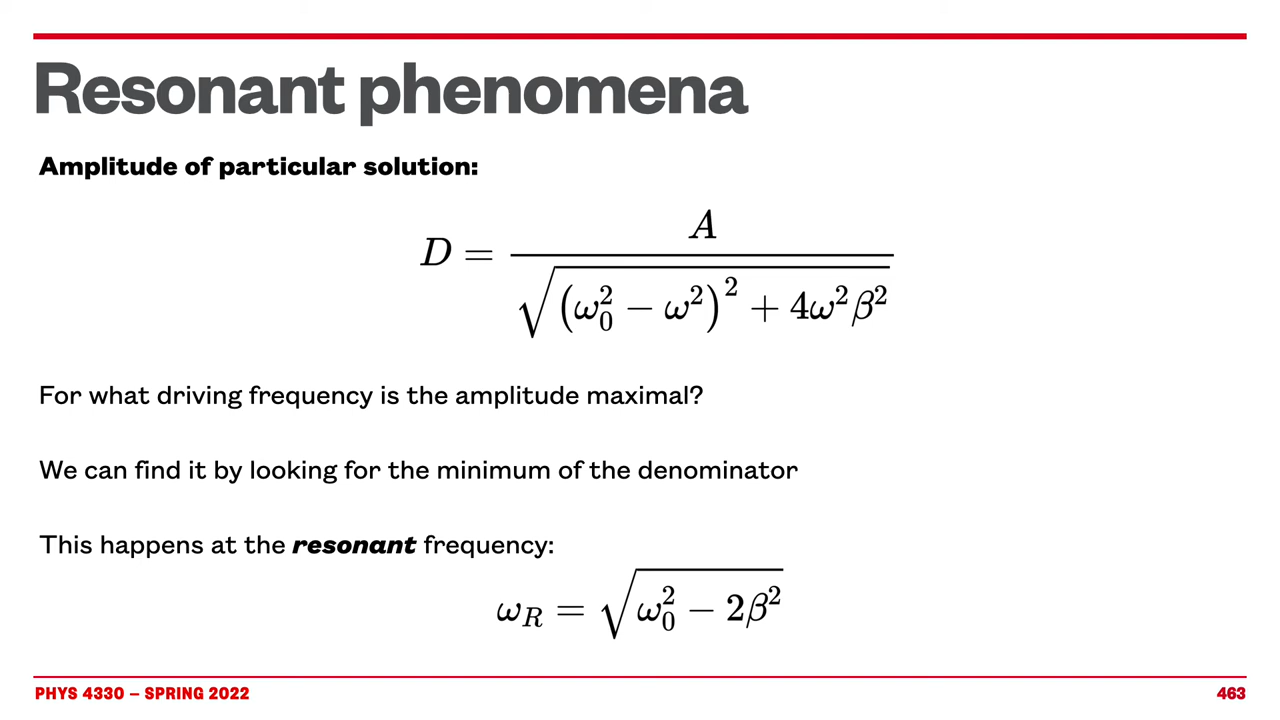 Resonant phenomena
Amplitude of particular solution:
D = A / √((ω₀² − ω²)² + 4ω²β²)
For what driving frequency is the amplitude maximal?
We can find it by looking for the minimum of the denominator
This happens at the resonant frequency:
ω_R = √(ω₀² − 2β²)
PHYS 4330 – SPRING 2022
463